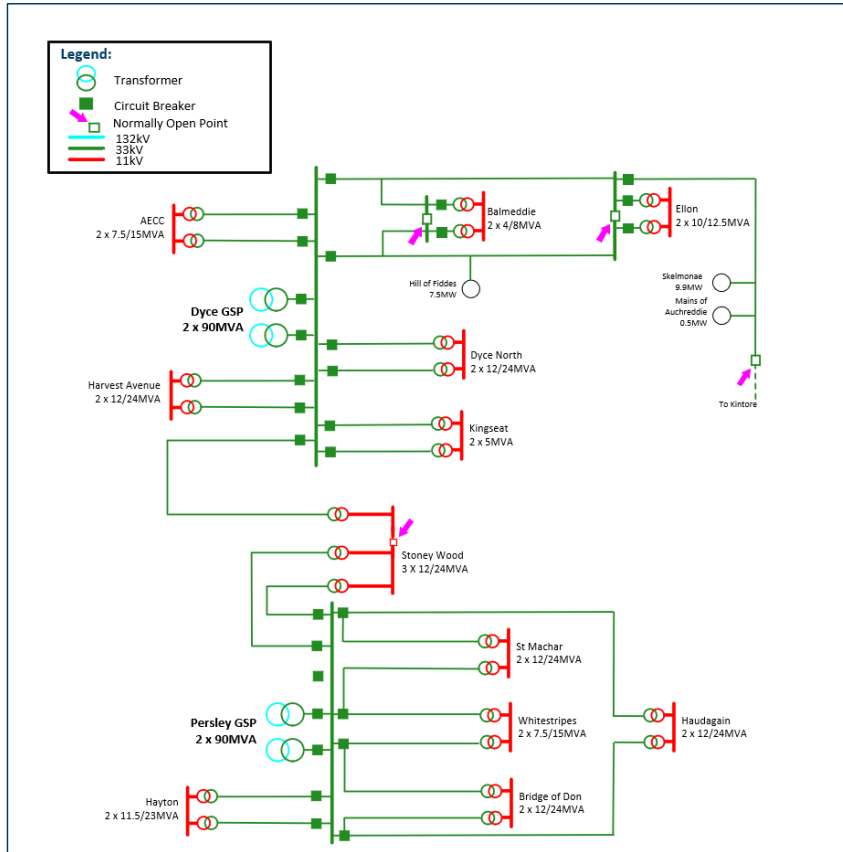 Legend:
Transformer
Circuit Breaker
Normally Open Point
132kV
33kV
11kV
AECC
2 x 7.5/15MVA
Balmeddie
2 x 4/8MVA
Ellon
2 x 10/12.5MVA
Hill of Fiddes
7.5MW
Skelmonae
9.9MW
Mains of
Auchreddie
0.5MW
Dyce GSP
2 x 90MVA
Dyce North
2 x 12/24MVA
Harvest Avenue
2 x 12/24MVA
To Kintore
Kingseat
2 x 5MVA
Stoney Wood
3 X 12/24MVA
St Machar
2 x 12/24MVA
Persley GSP
2 x 90MVA
Whitestripes
2 x 7.5/15MVA
Haudagain
2 x 12/24MVA
Bridge of Don
2 x 12/24MVA
Hayton
2 x 11.5/23MVA